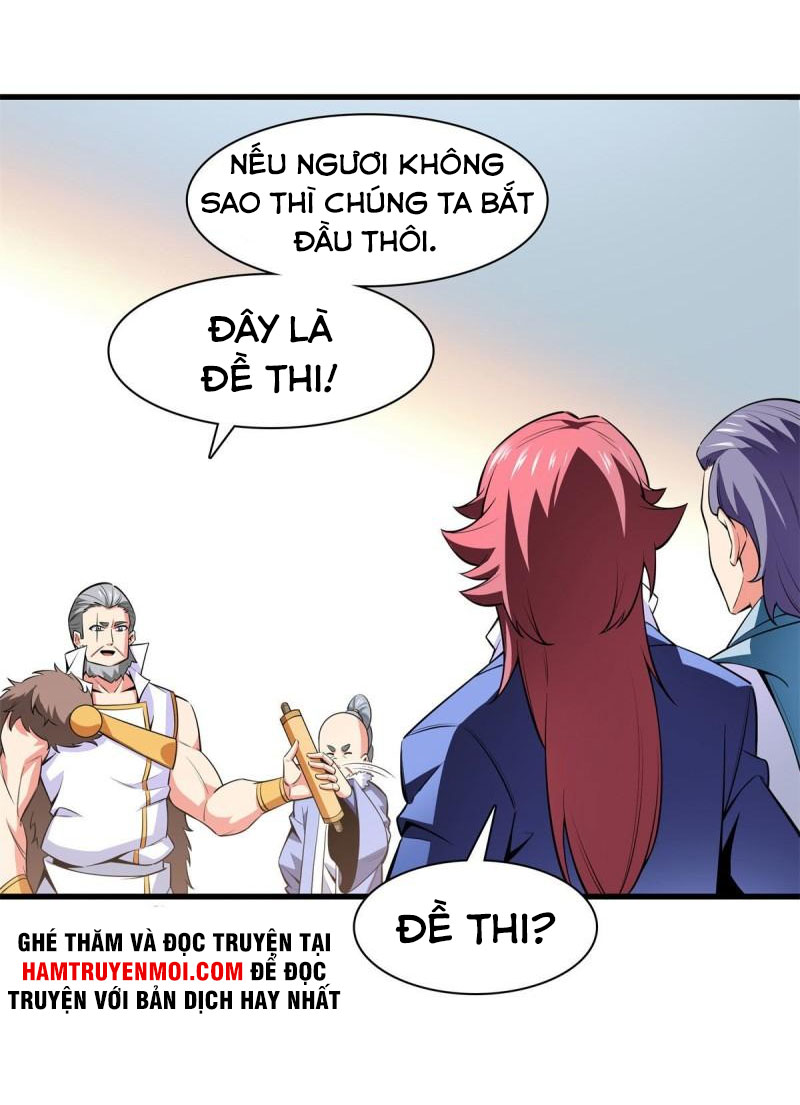 NẾU NGƯƠI KHÔNG
SAO THÌ CHÚNG TA BẮT
ĐẦU THÔI.
ĐÂY LÀ
ĐỀ THI!
ĐỀ THI?
GHÉ THĂM VÀ ĐỌC TRUYỆN TẠI
HAMTRUYENMOI.COM ĐỂ ĐỌC
TRUYỆN VỚI BẢN DỊCH HAY NHẤT